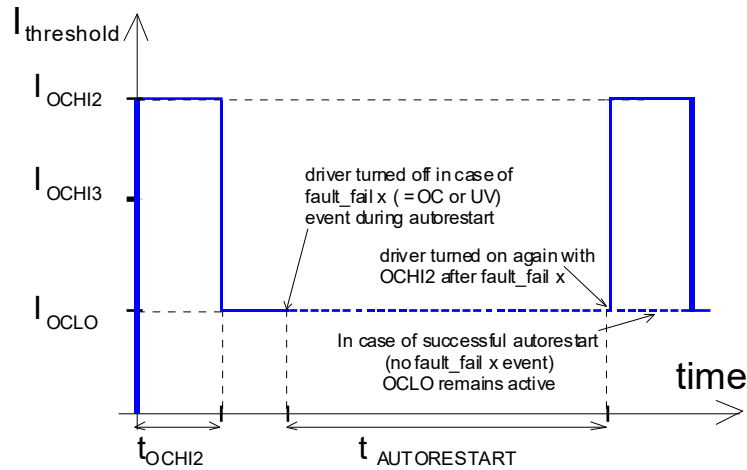 I threshold
I OCHI2
I OCHI3
driver turned off in case of
fault_fail x ( = OC or UV)
event during autorestart
driver turned on again with
OCHI2 after fault_fail x
I OCLO
In case of successful autorestart
(no fault_fail x event)
OCLO remains active
time
tOCHI2
t AUTORESTART